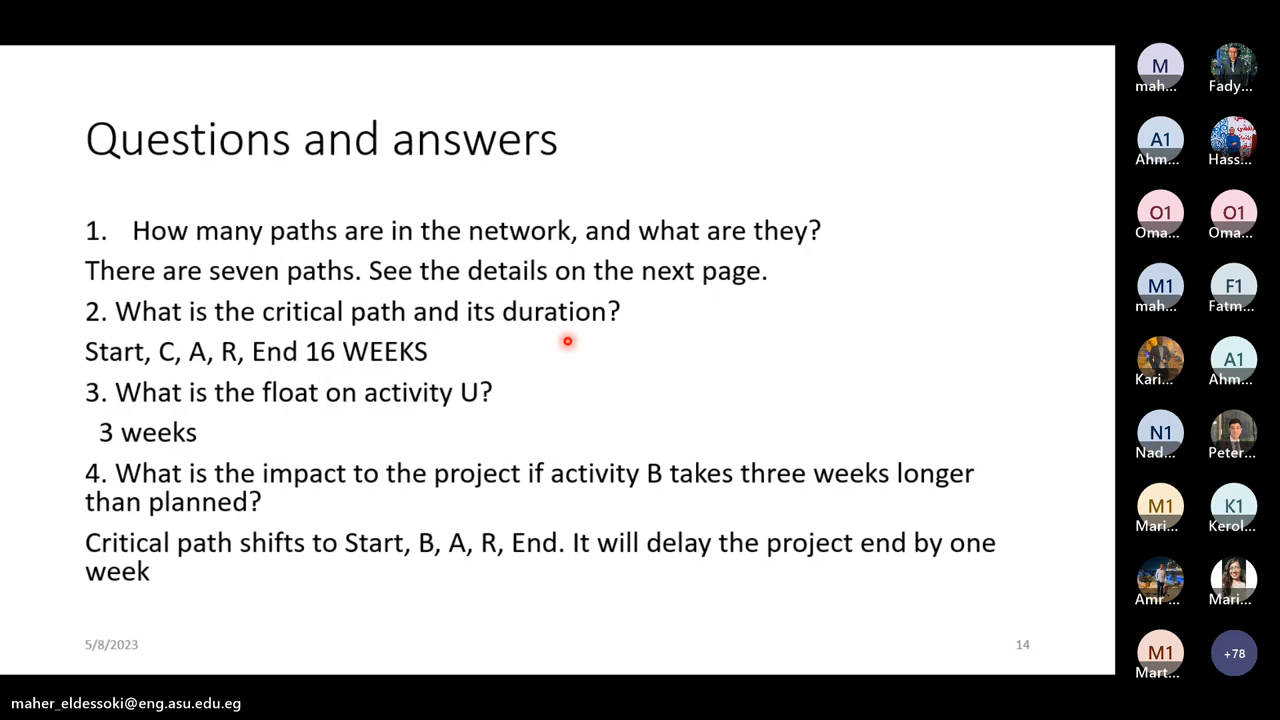 Questions and answers
1. How many paths are in the network, and what are they?
There are seven paths. See the details on the next page.
2. What is the critical path and its duration?
Start, C, A, R, End 16 WEEKS
3. What is the float on activity U?
3 weeks
4. What is the impact to the project if activity B takes three weeks longer
than planned?
Critical path shifts to Start, B, A, R, End. It will delay the project end by one
week
5/8/2023
14
maher_eldessoki@eng.asu.edu.eg
M
mah...
Fady...
A1
Ahm...
Hass...
O1
Oma...
O1
Oma...
M1
mah...
F1
Fatm...
Kari...
A1
Ahm...
N1
Nad...
Peter...
M1
Mari...
K1
Kerol...
Amr ...
Mari...
M1
Mart...
+78